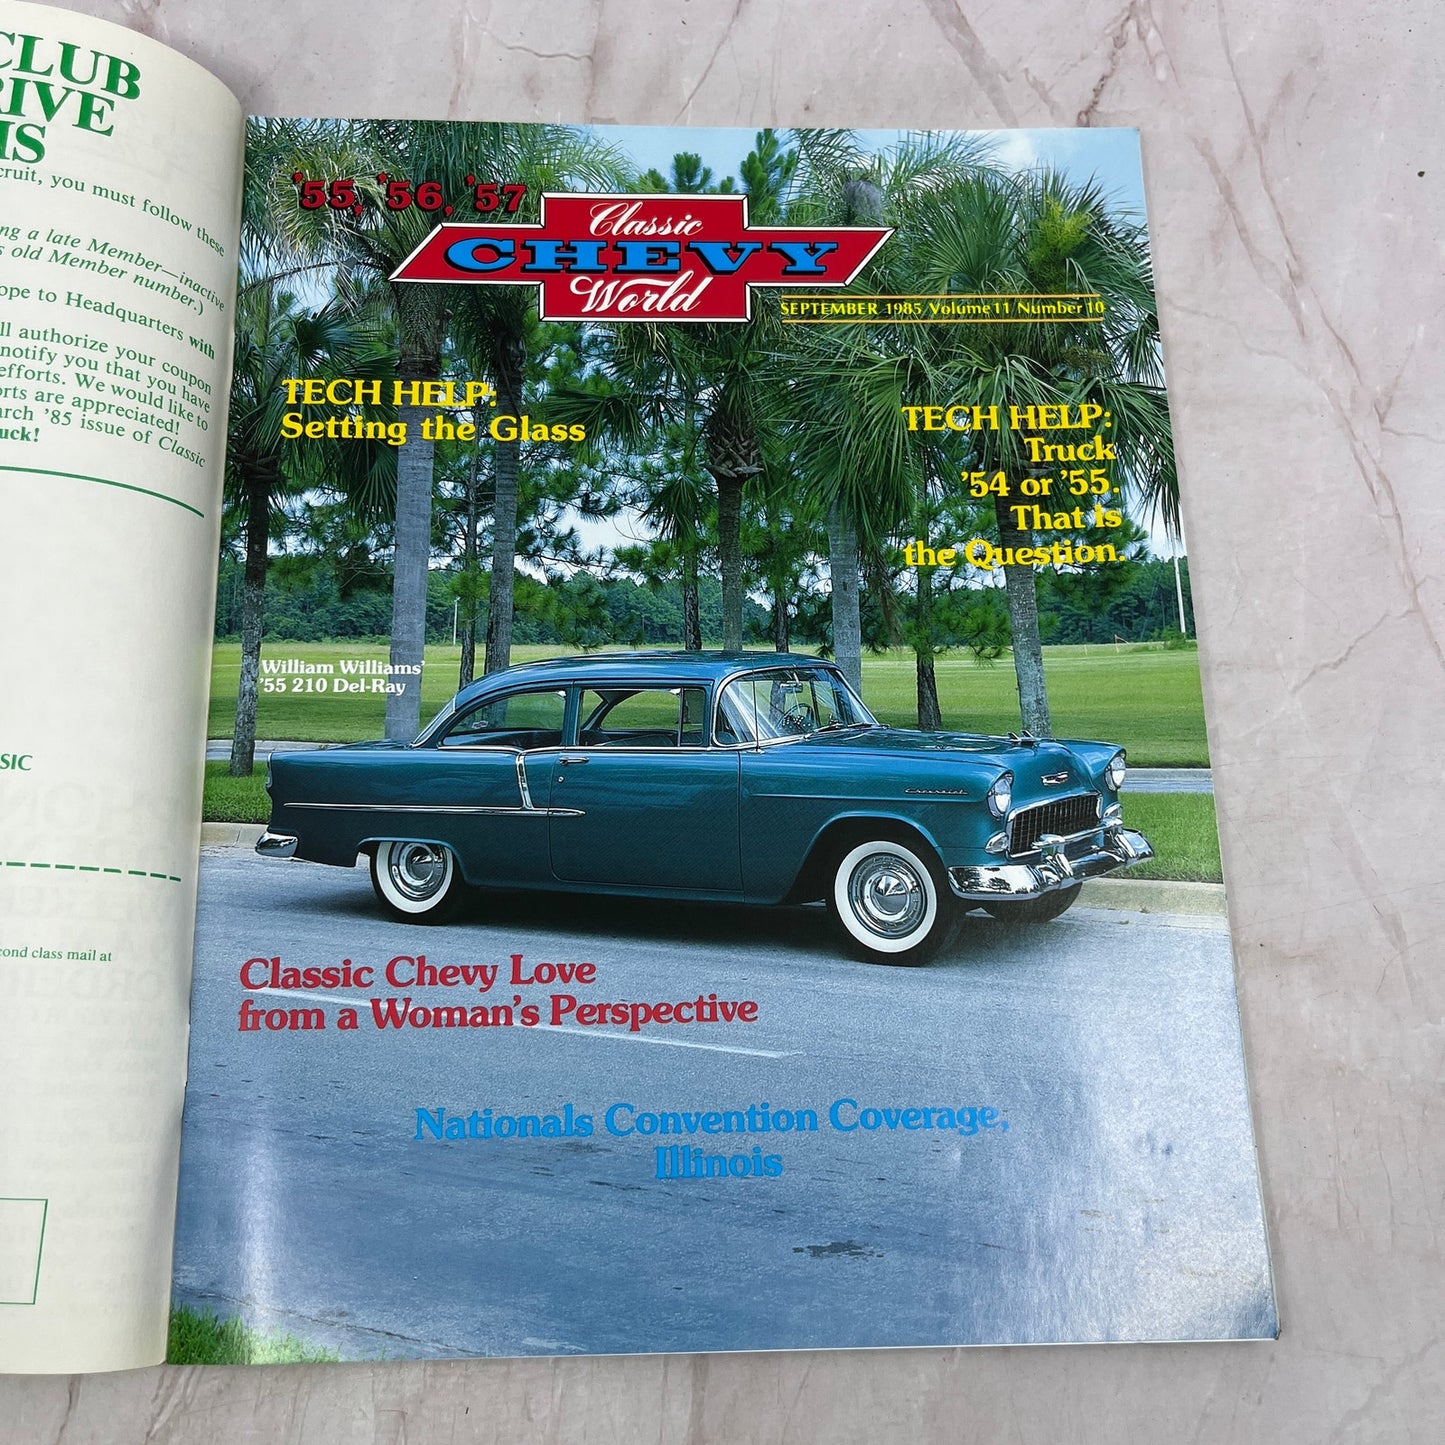 CLUB
RIVE
cruit, you must follow these
ng a late Member—inactive
s old Member number.)
ope to Headquarters with
ll authorize your coupon
notify you that you have
efforts. We would like to
orts are appreciated!
arch '85 issue of Classic
uck!
SIC
cond class mail at
'55, '56, '57
Classic
CHEVY
World
SEPTEMBER 1985/Volume 11/Number 10
TECH HELP:
Setting the Glass
TECH HELP:
Truck
'54 or '55.
That is
the Question.
William Williams'
'55 210 Del-Ray
Chevrolet
Classic Chevy Love
from a Woman's Perspective
Nationals Convention Coverage,
Illinois